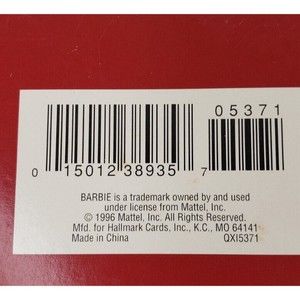 05371
0 15012 38935 7
BARBIE is a trademark owned by and used
under license from Mattel, Inc.
© 1996 Mattel, Inc. All Rights Reserved.
Mfd. for Hallmark Cards, Inc., K.C., MO 64141
Made in China QXI5371